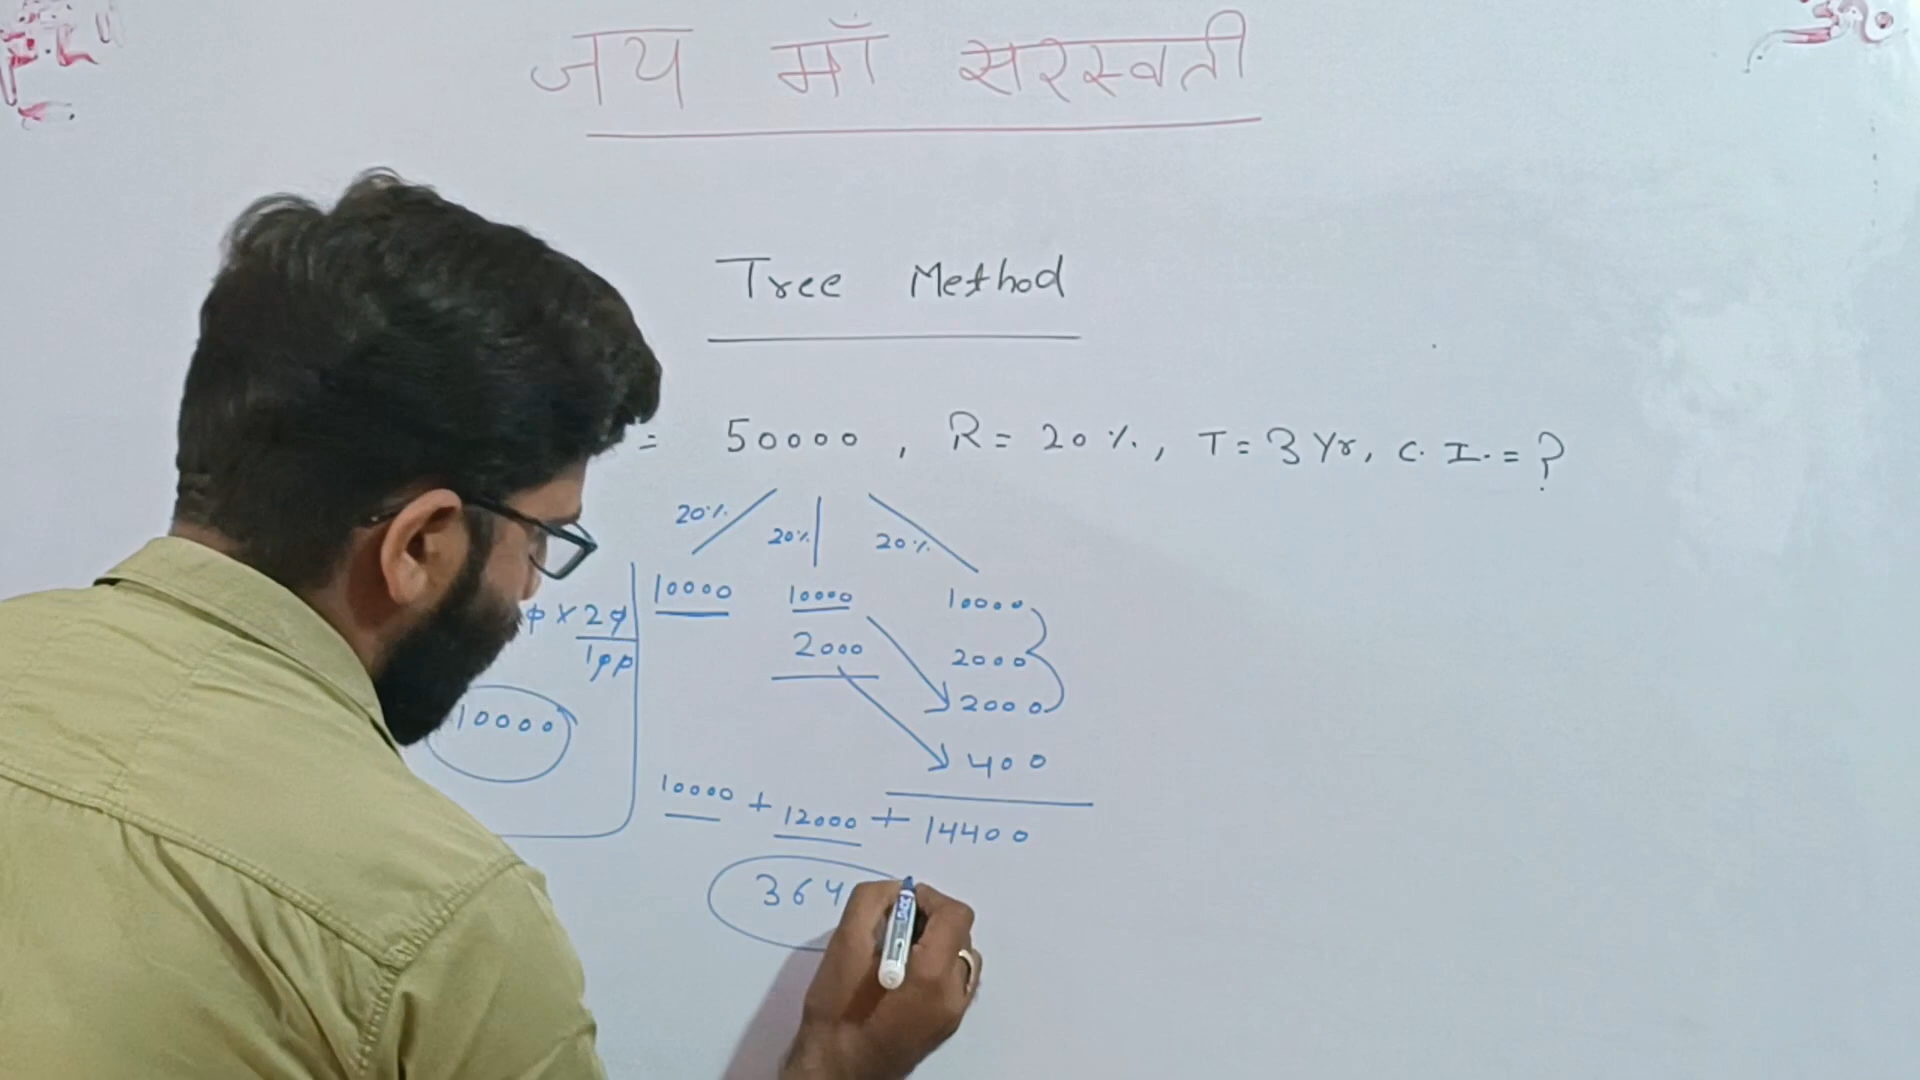 जय माँ सरस्वती
Tree Method
= 50000 , R = 20 %. , T = 3 Yr, C. I. = ?
20% 20% 20%
10000 10000 10000
2000 2000
2000
400
× 20
100
10000
10000 + 12000 + 14400
364